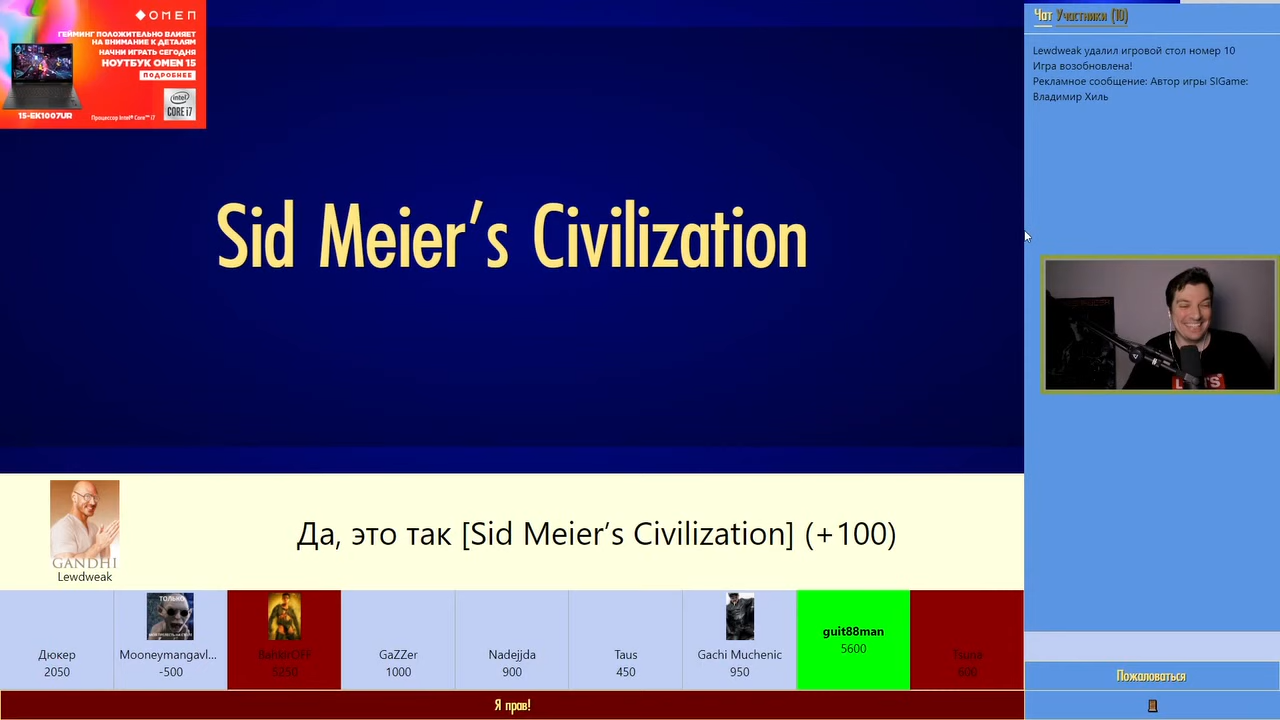 OMEN
ГЕЙМИНГ ПОЛОЖИТЕЛЬНО ВЛИЯЕТ
НА ВНИМАНИЕ К ДЕТАЛЯМ
НАЧНИ ИГРАТЬ СЕГОДНЯ
НОУТБУК OMEN 15
ПОДРОБНЕЕ
intel
CORE i7
15-EK1007UR
Процессор Intel® Core™ i7
Sid Meier’s Civilization
Чат Участники (10)
Lewdweak удалил игровой стол номер 10
Игра возобновлена!
Рекламное сообщение: Автор игры SIGame:
Владимир Хиль
GANDHI
Lewdweak
Да, это так [Sid Meier’s Civilization] (+100)
ТОЛЬКО
Дюкер
2050
Mooneymangavl...
-500
5250
GaZZer
1000
Nadejjda
900
Taus
450
Gachi Muchenic
950
guit88man
5600
Tsuna
600
Я прав!
Пожаловаться